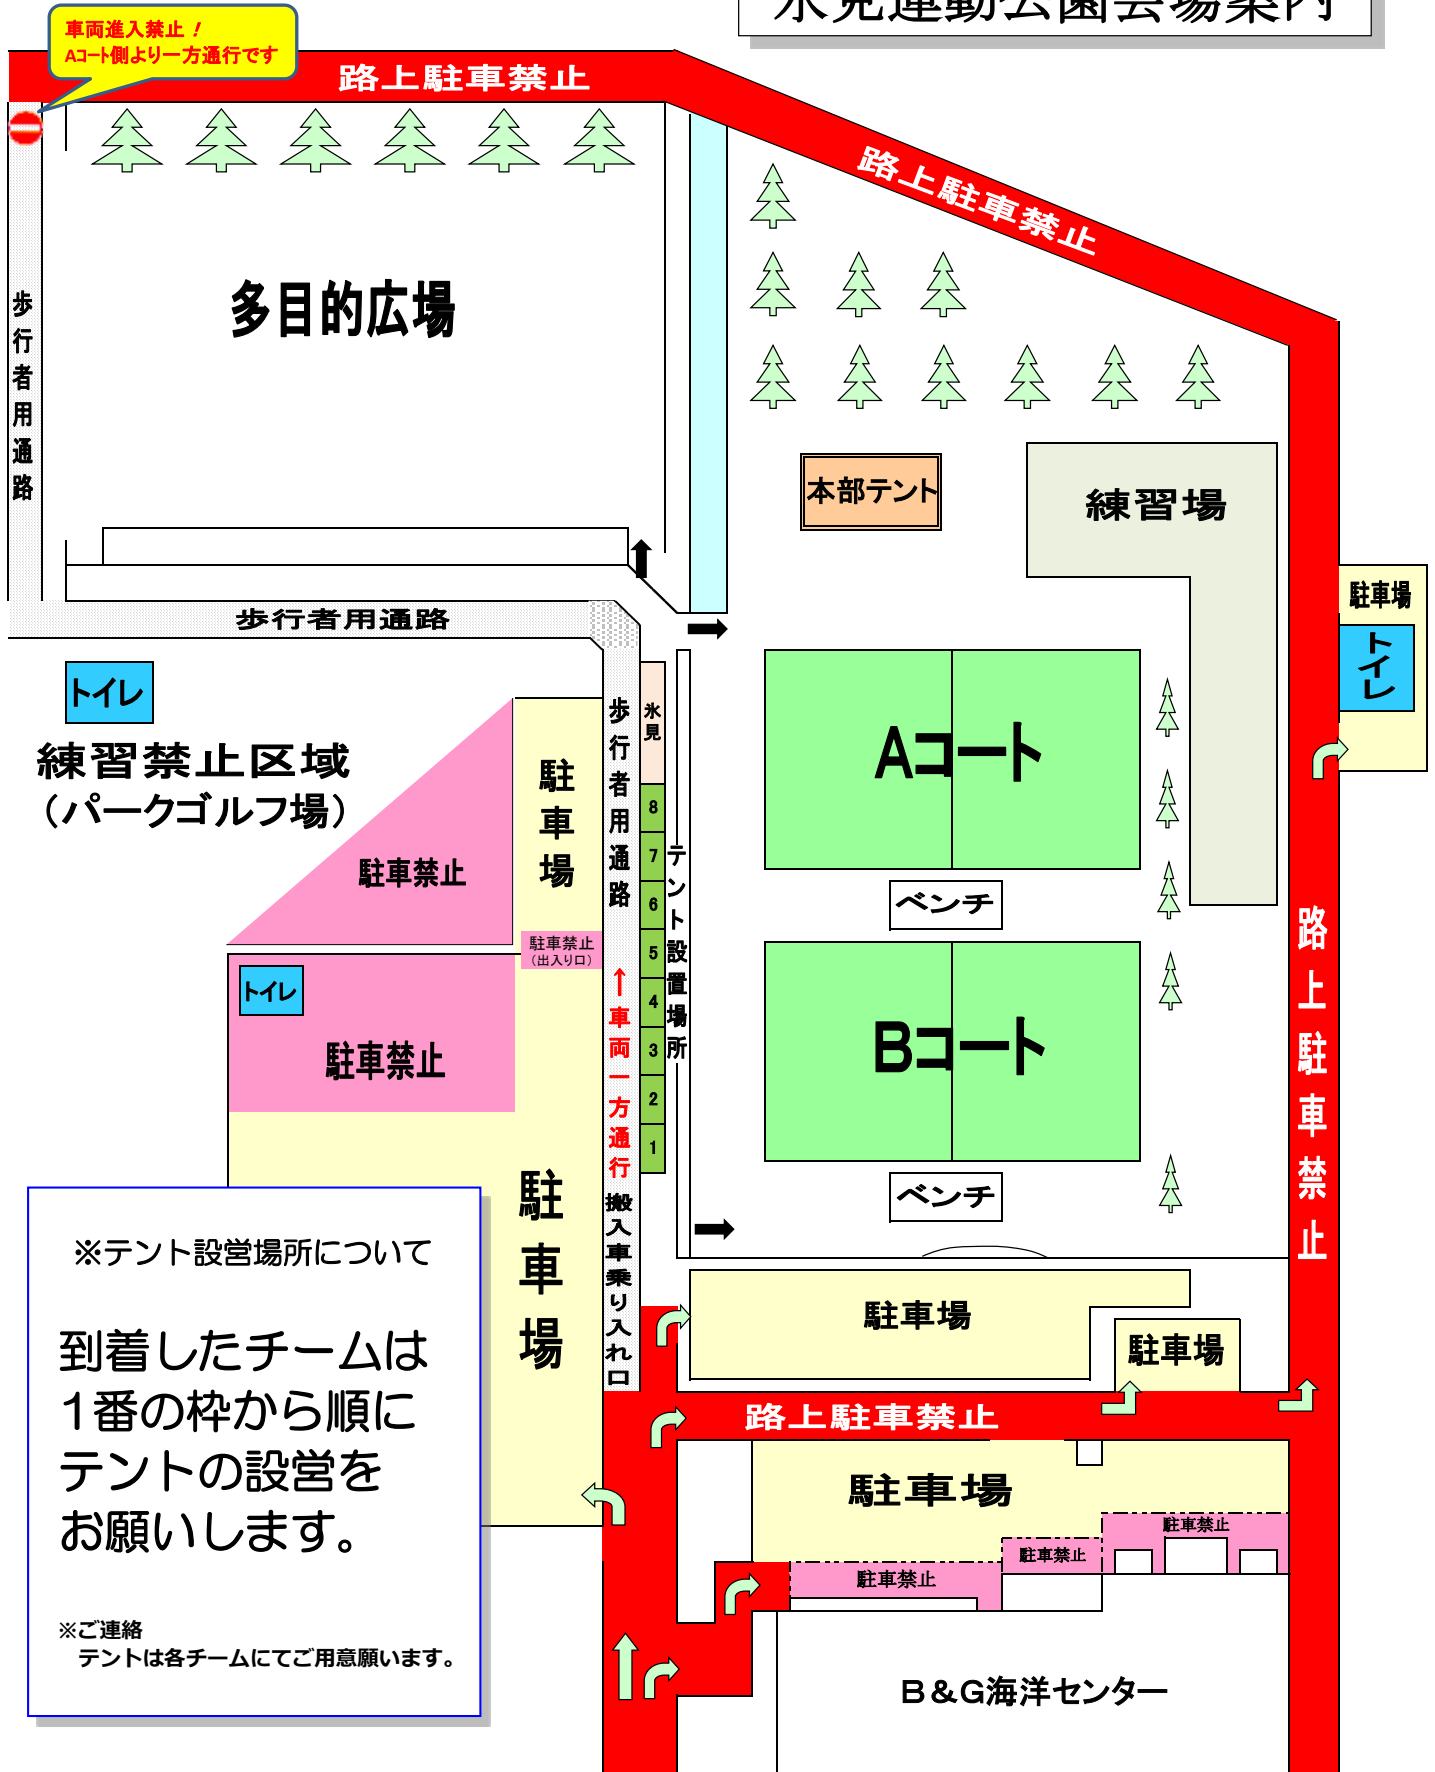 氷見運動公園会場案内
車両進入禁止！
Aコート側より一方通行です
路上駐車禁止
路上駐車禁止
歩行者用通路
多目的広場
本部テント
練習場
駐車場
トイレ
歩行者用通路
トイレ
練習禁止区域
（パークゴルフ場）
駐車禁止
駐車場
歩行者用通路
氷見
8
7
6
5
4
3
2
1
テント設置場所
Aコート
ベンチ
Bコート
ベンチ
路上駐車禁止
駐車禁止
（出入り口）
トイレ
駐車禁止
↑車両一方通行
搬入車乗り入れ口
駐車場
駐車場
駐車場
路上駐車禁止
駐車場
駐車禁止
駐車禁止
駐車禁止
B＆G海洋センター
※テント設営場所について
到着したチームは
1番の枠から順に
テントの設営を
お願いします。
※ご連絡
テントは各チームにてご用意願います。